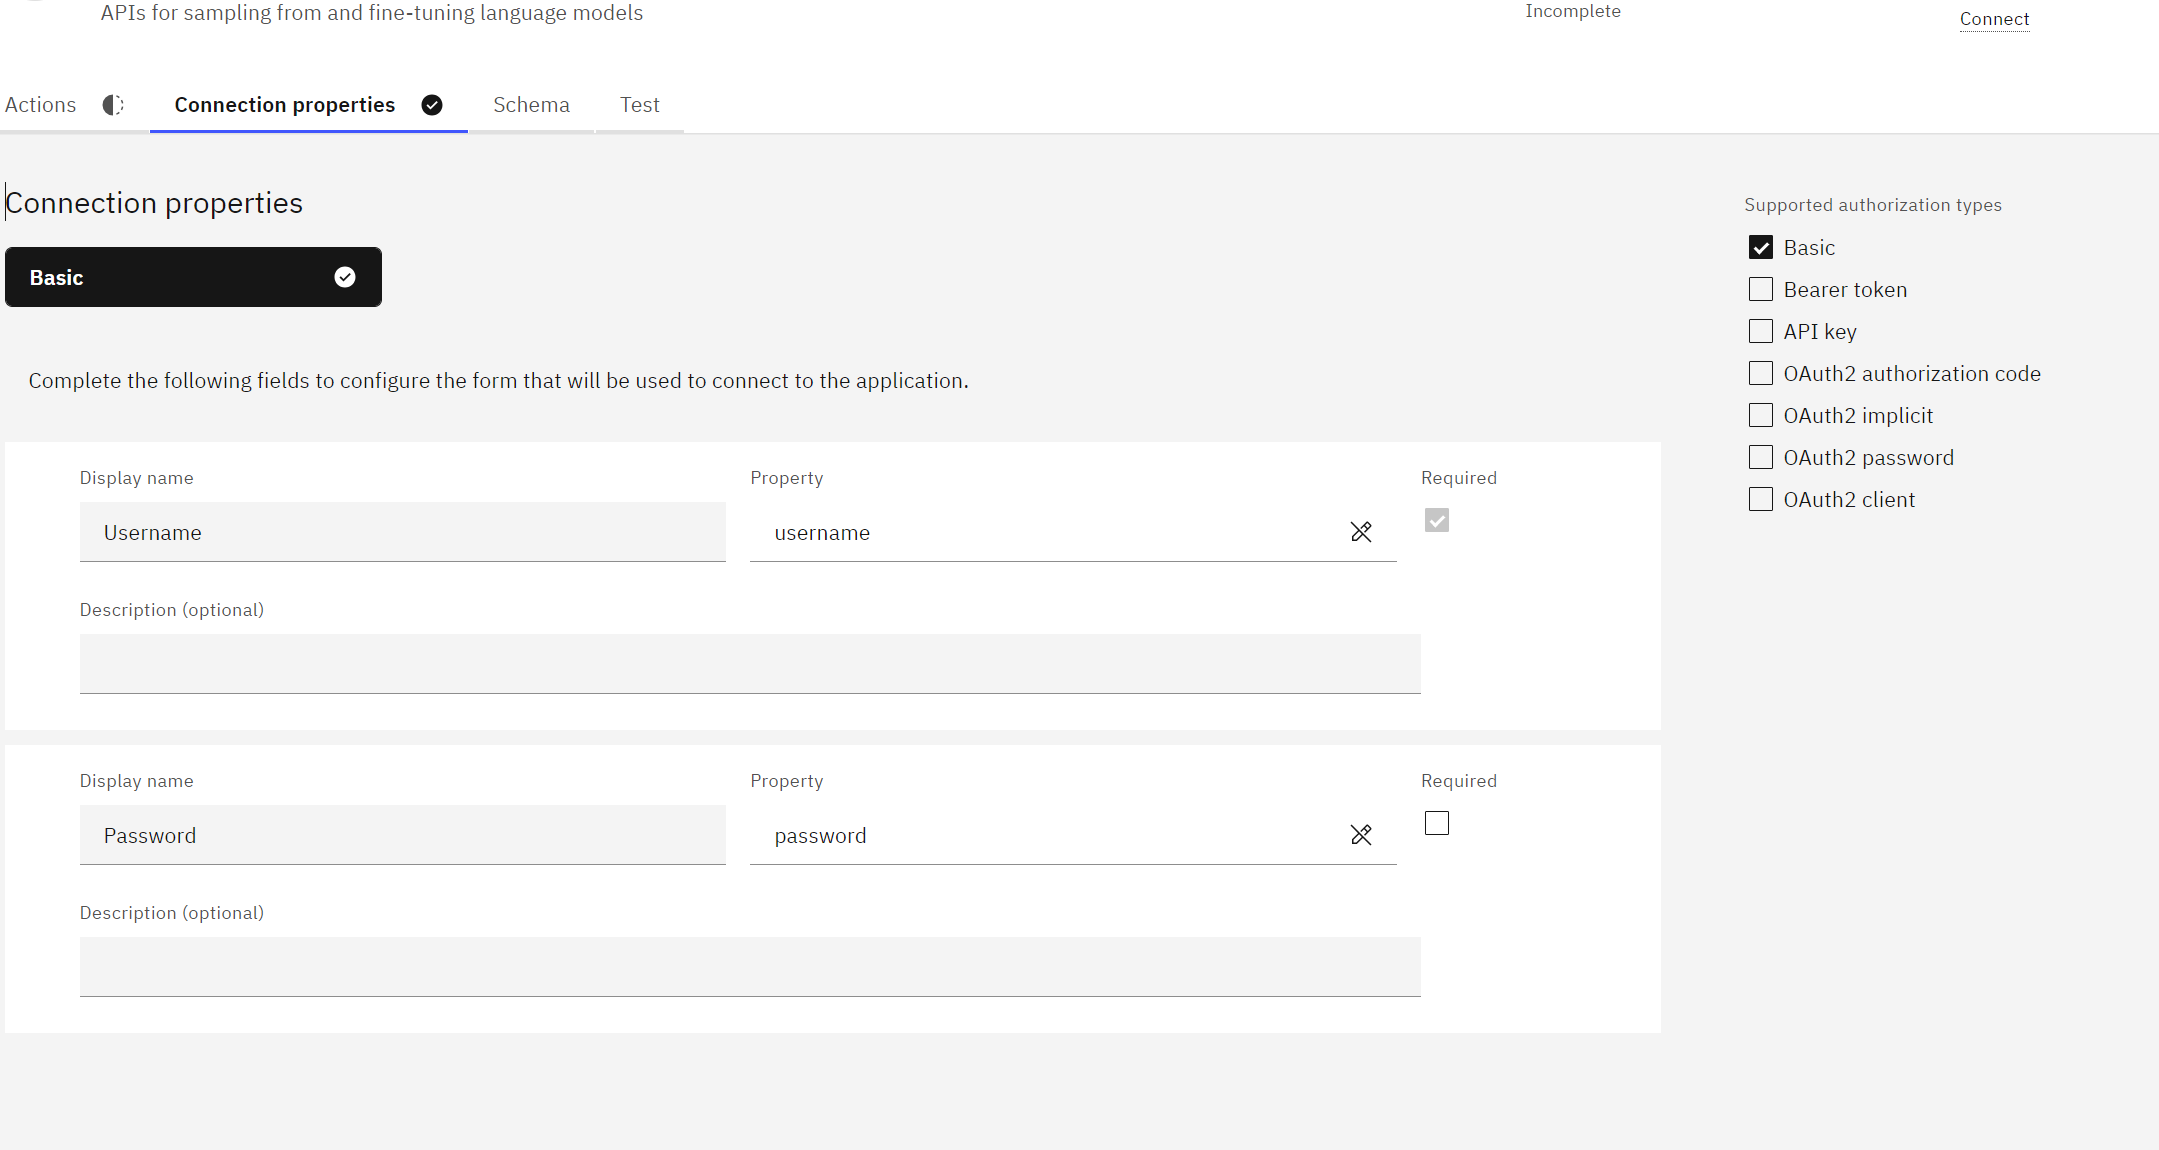 APIs for sampling from and fine-tuning language models
Incomplete
Connect
Actions
Connection properties
Schema
Test
Connection properties
Basic
Complete the following fields to configure the form that will be used to connect to the application.
Display name
Property
Required
Username
username
Description (optional)
Display name
Property
Required
Password
password
Description (optional)
Supported authorization types
Basic
Bearer token
API key
OAuth2 authorization code
OAuth2 implicit
OAuth2 password
OAuth2 client